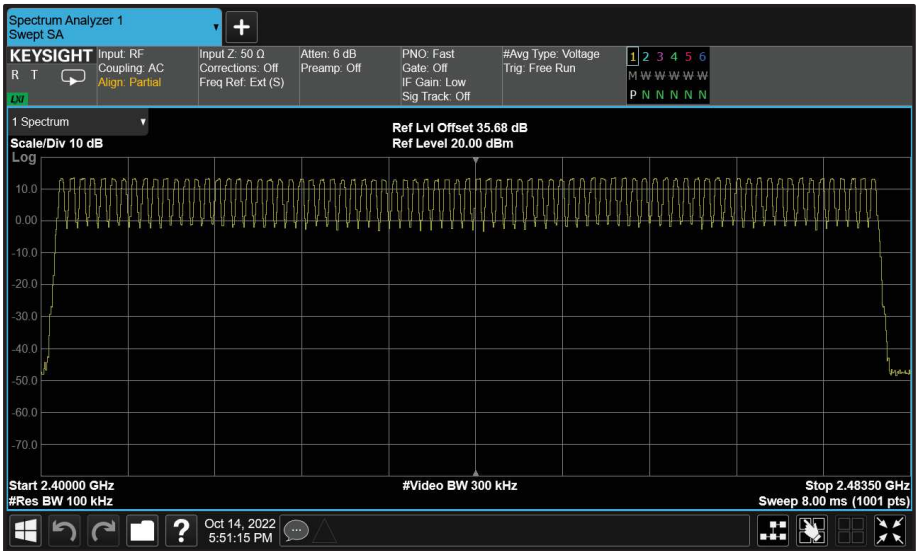 Spectrum Analyzer 1
Swept SA
KEYSIGHT
R T
LXI
Input: RF
Coupling: AC
Align: Partial
Input Z: 50 Ω
Corrections: Off
Freq Ref: Ext (S)
Atten: 6 dB
Preamp: Off
PNO: Fast
Gate: Off
IF Gain: Low
Sig Track: Off
#Avg Type: Voltage
Trig: Free Run
1 2 3 4 5 6
M W W W W W
P N N N N N
1 Spectrum
Scale/Div 10 dB
Ref Lvl Offset 35.68 dB
Ref Level 20.00 dBm
Log
10.0
0.00
-10.0
-20.0
-30.0
-40.0
-50.0
-60.0
-70.0
Start 2.40000 GHz
#Video BW 300 kHz
Stop 2.48350 GHz
#Res BW 100 kHz
Sweep 8.00 ms (1001 pts)
?
Oct 14, 2022
5:51:15 PM